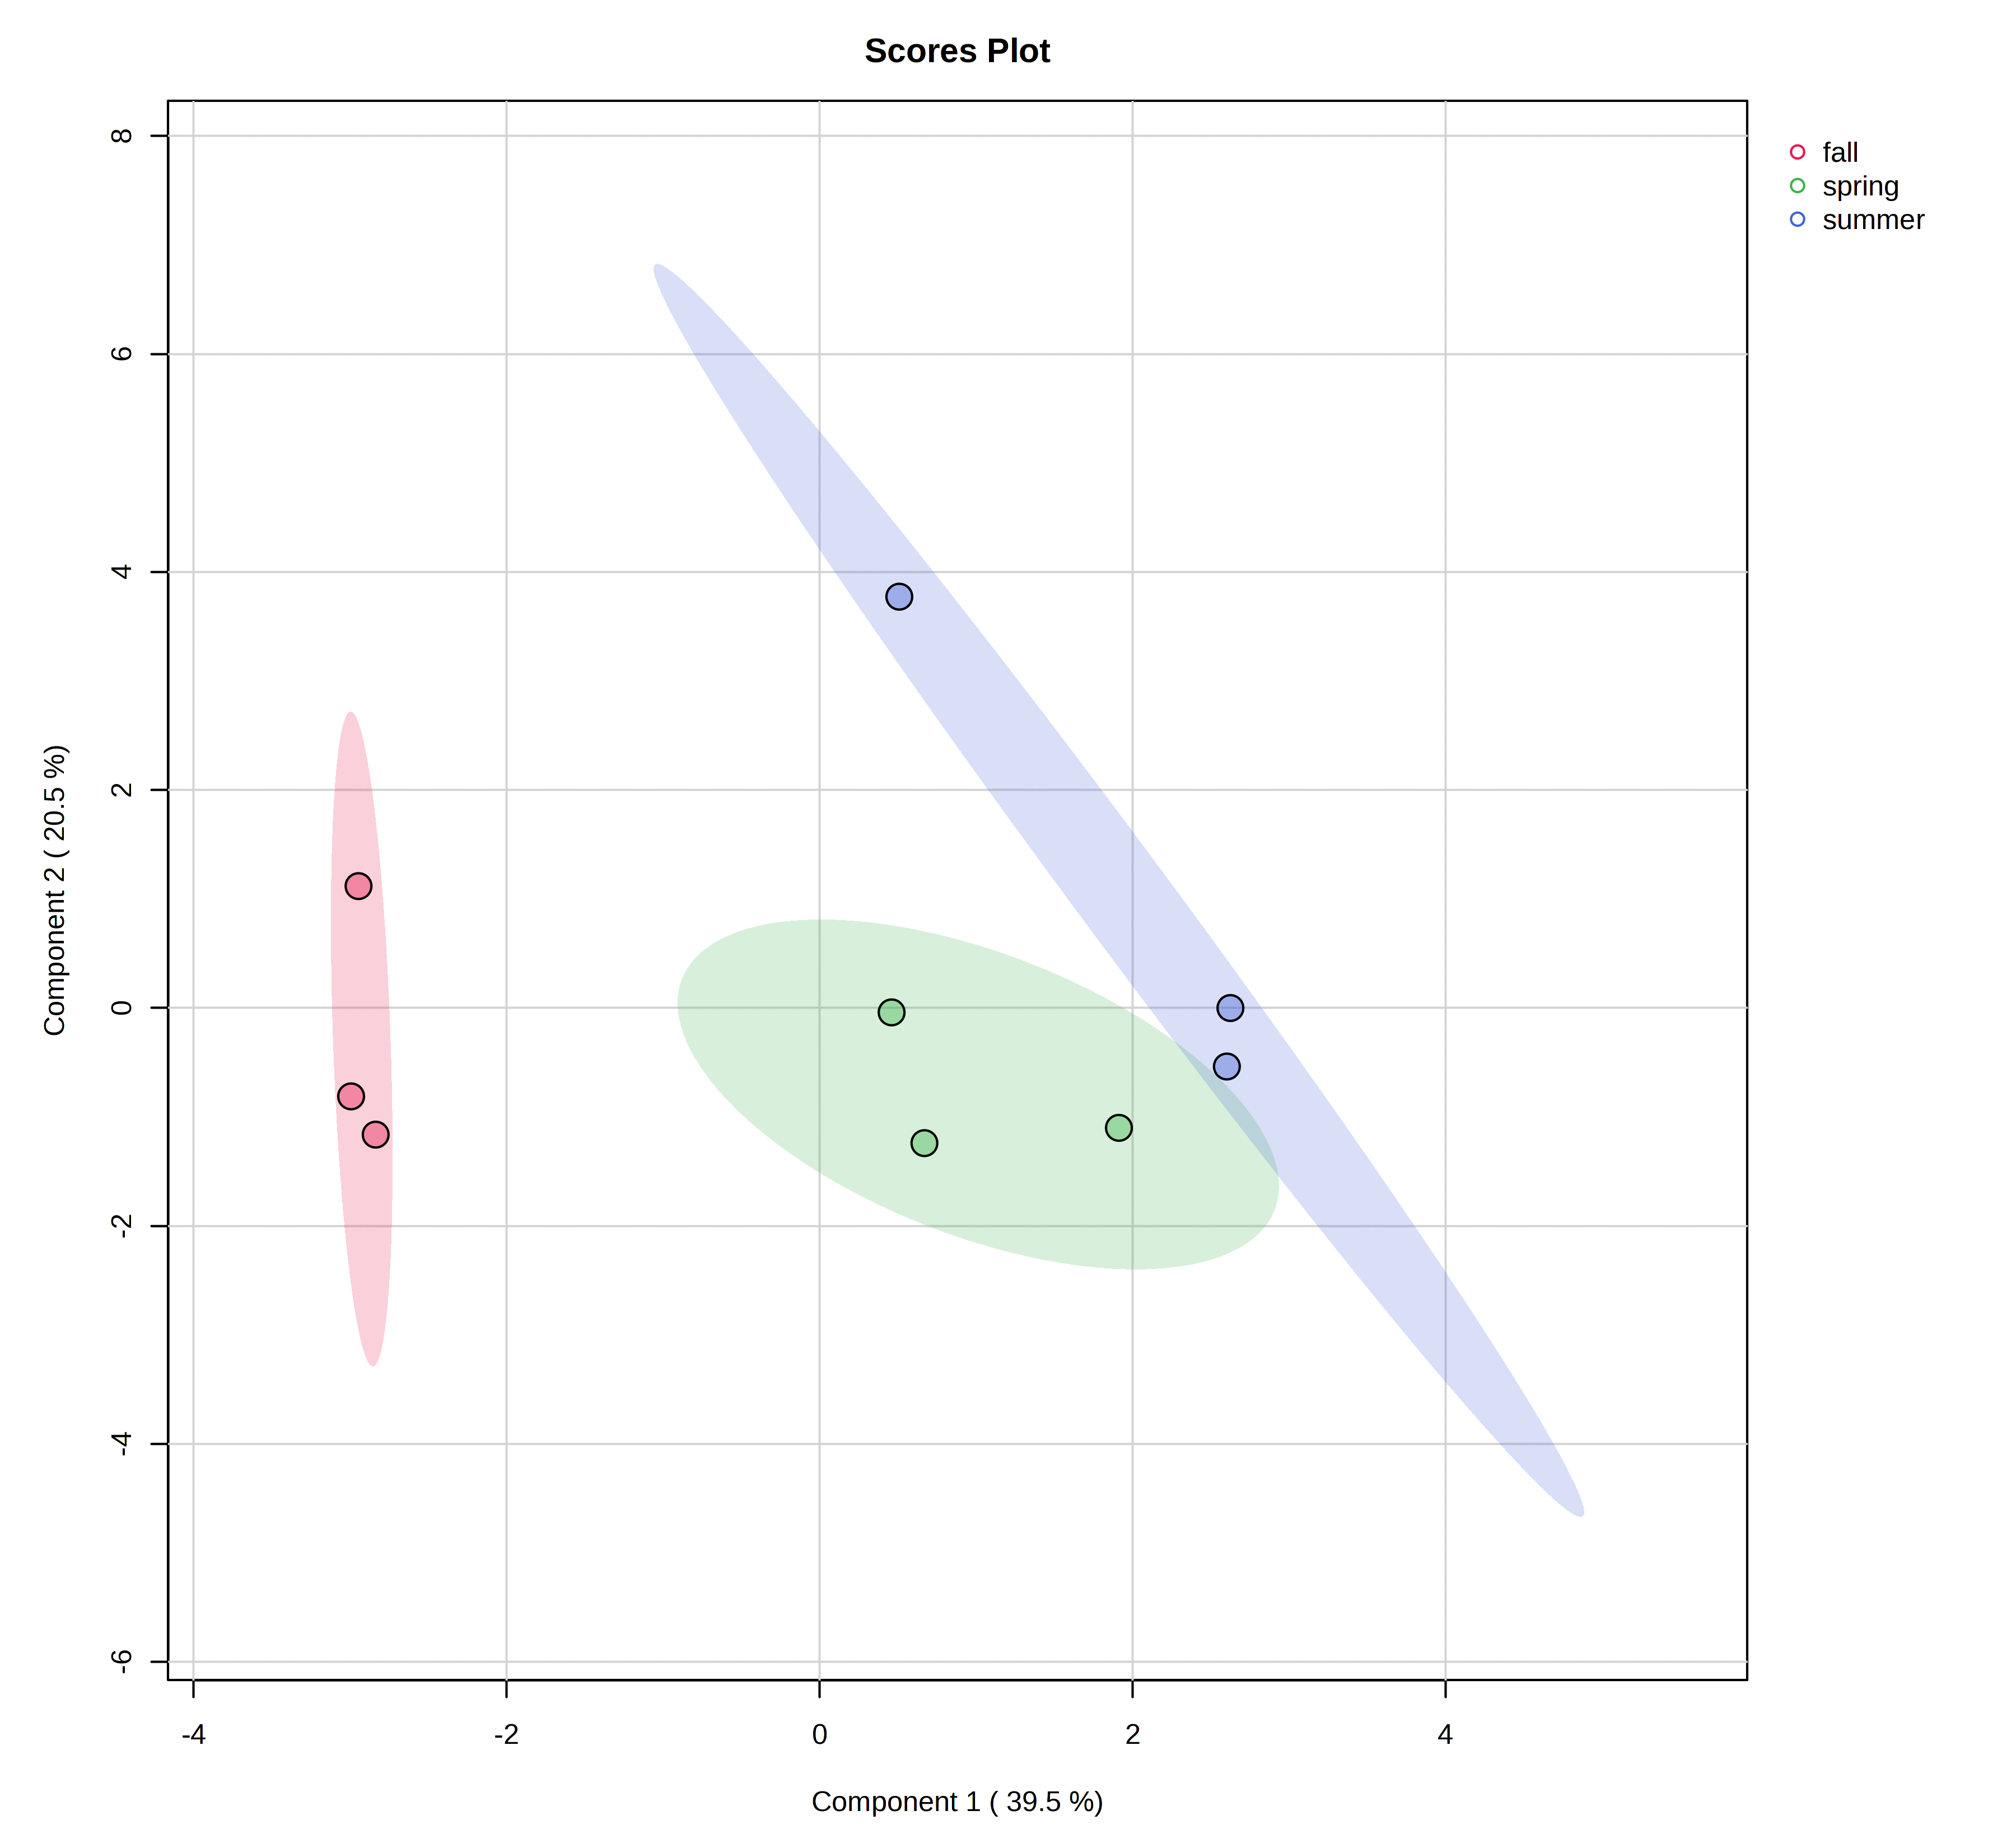 Scores Plot
fall
spring
summer
8
6
4
2
0
-2
-4
-6
Component 2 ( 20.5 %)
-4
-2
0
2
4
Component 1 ( 39.5 %)